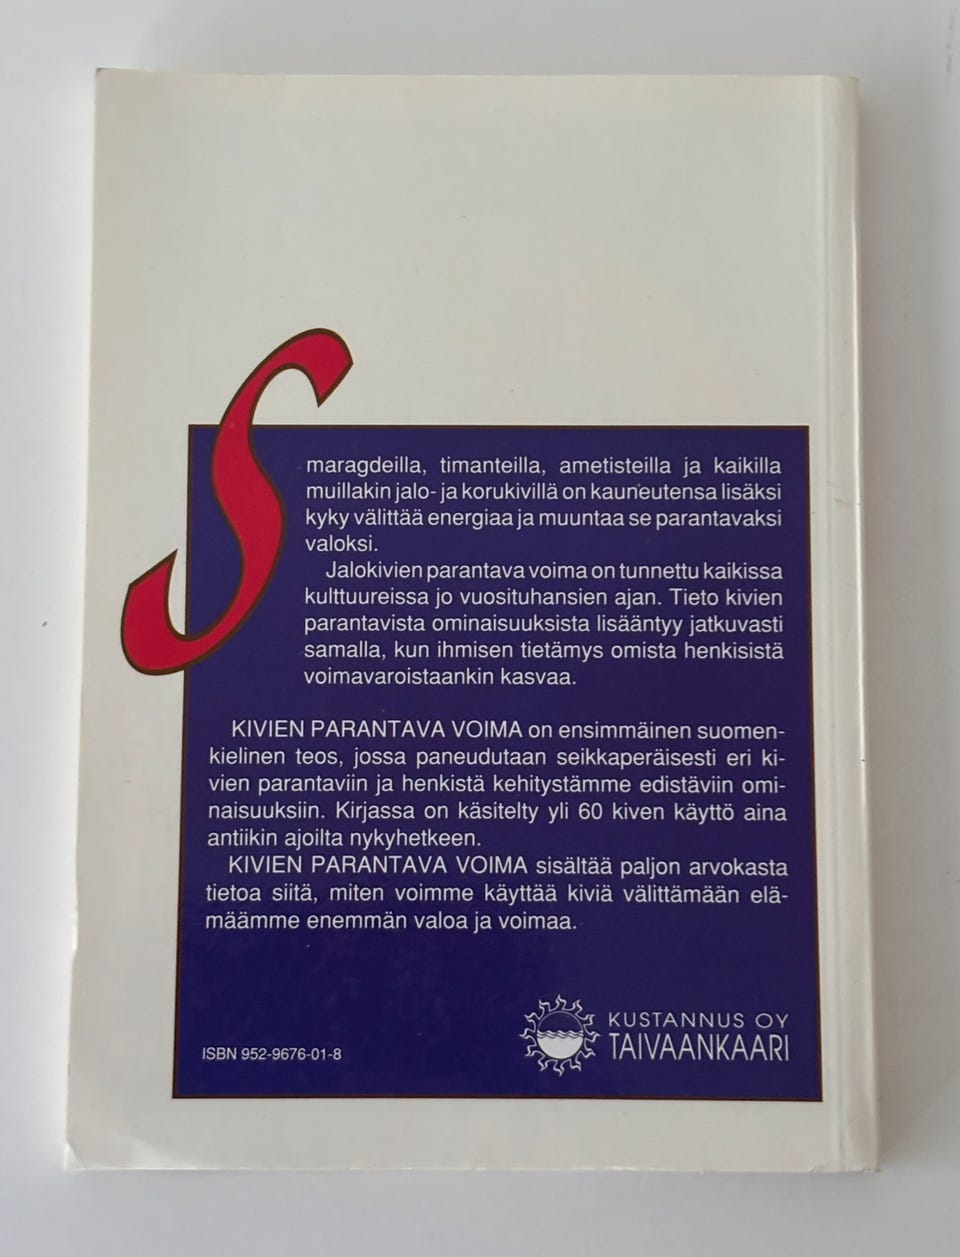 Smaragdeilla, timanteilla, ametisteilla ja kaikilla
muillakin jalo- ja korukivillä on kauneutensa lisäksi
kyky välittää energiaa ja muuntaa se parantavaksi
valoksi.
Jalokivien parantava voima on tunnettu kaikissa
kulttuureissa jo vuosituhansien ajan. Tieto kivien
parantavista ominaisuuksista lisääntyy jatkuvasti
samalla, kun ihmisen tietämys omista henkisistä
voimavaroistaankin kasvaa.
KIVIEN PARANTAVA VOIMA on ensimmäinen suomen-
kielinen teos, jossa paneudutaan seikkaperäisesti eri ki-
vien parantaviin ja henkistä kehitystämme edistäviin omi-
naisuuksiin. Kirjassa on käsitelty yli 60 kiven käyttö aina
antiikin ajoilta nykyhetkeen.
KIVIEN PARANTAVA VOIMA sisältää paljon arvokasta
tietoa siitä, miten voimme käyttää kiviä välittämään elä-
määmme enemmän valoa ja voimaa.
ISBN 952-9676-01-8
KUSTANNUS OY
TAIVAANKAARI